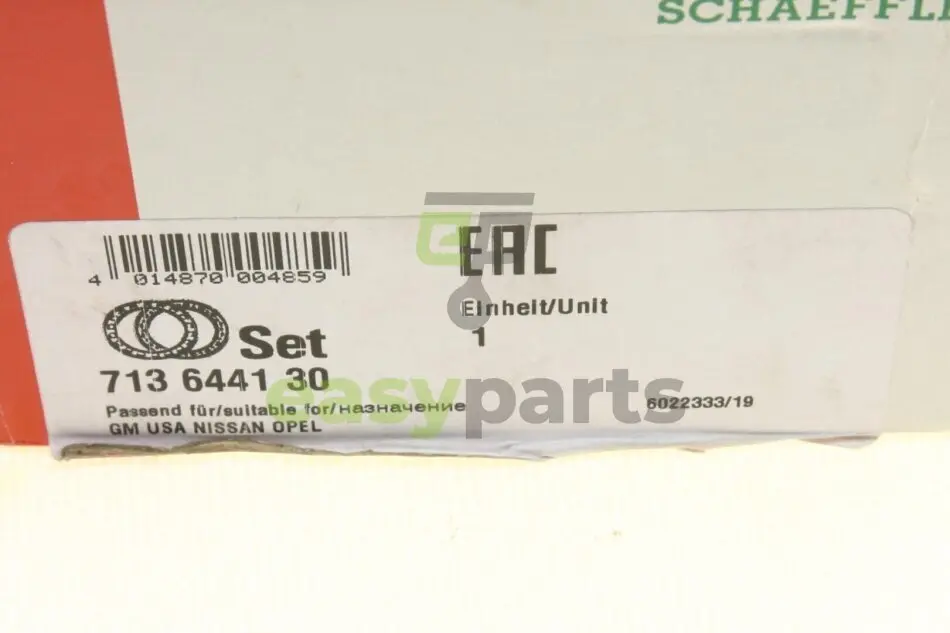 SCHAEFFL
EAC
4 014870 004859
Einheit/Unit
1
Set
713 6441 30
easyparts
Passend für/suitable for/назначение
6022333/19
GM USA NISSAN OPEL